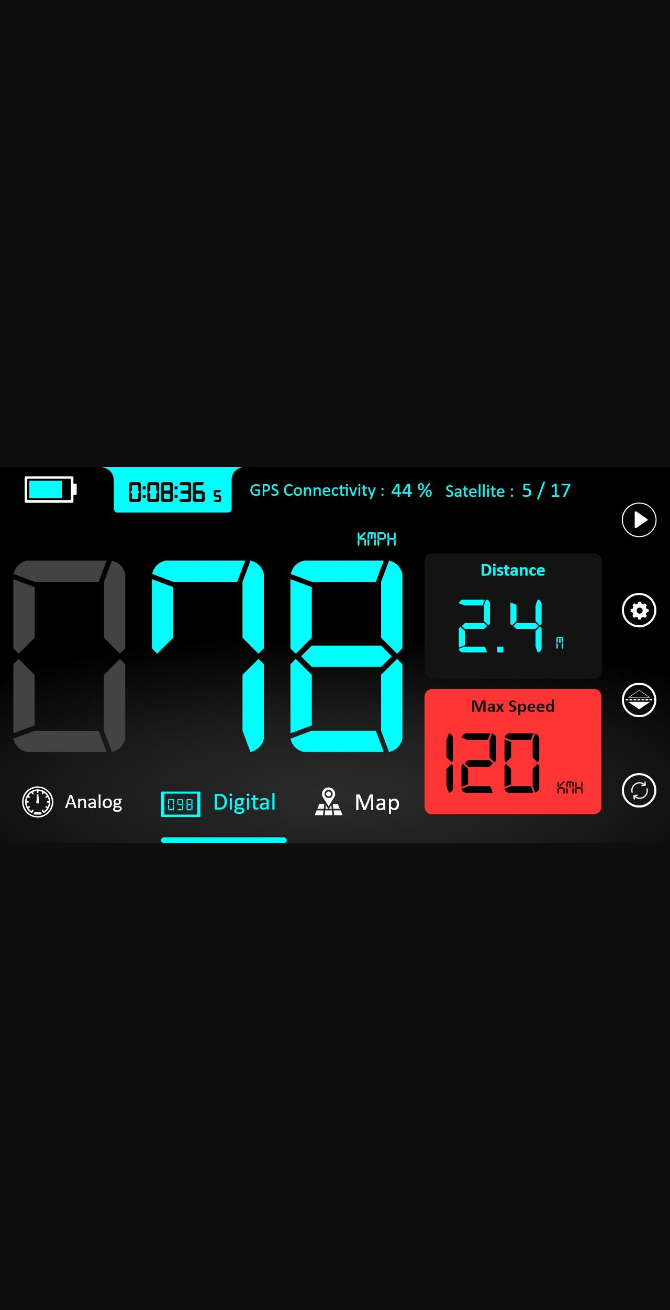 0:08:36 s
GPS Connectivity : 44 %
Satellite : 5 / 17
KMPH
078
Distance
2.4 m
Max Speed
120 KMH
Analog
098 Digital
Map